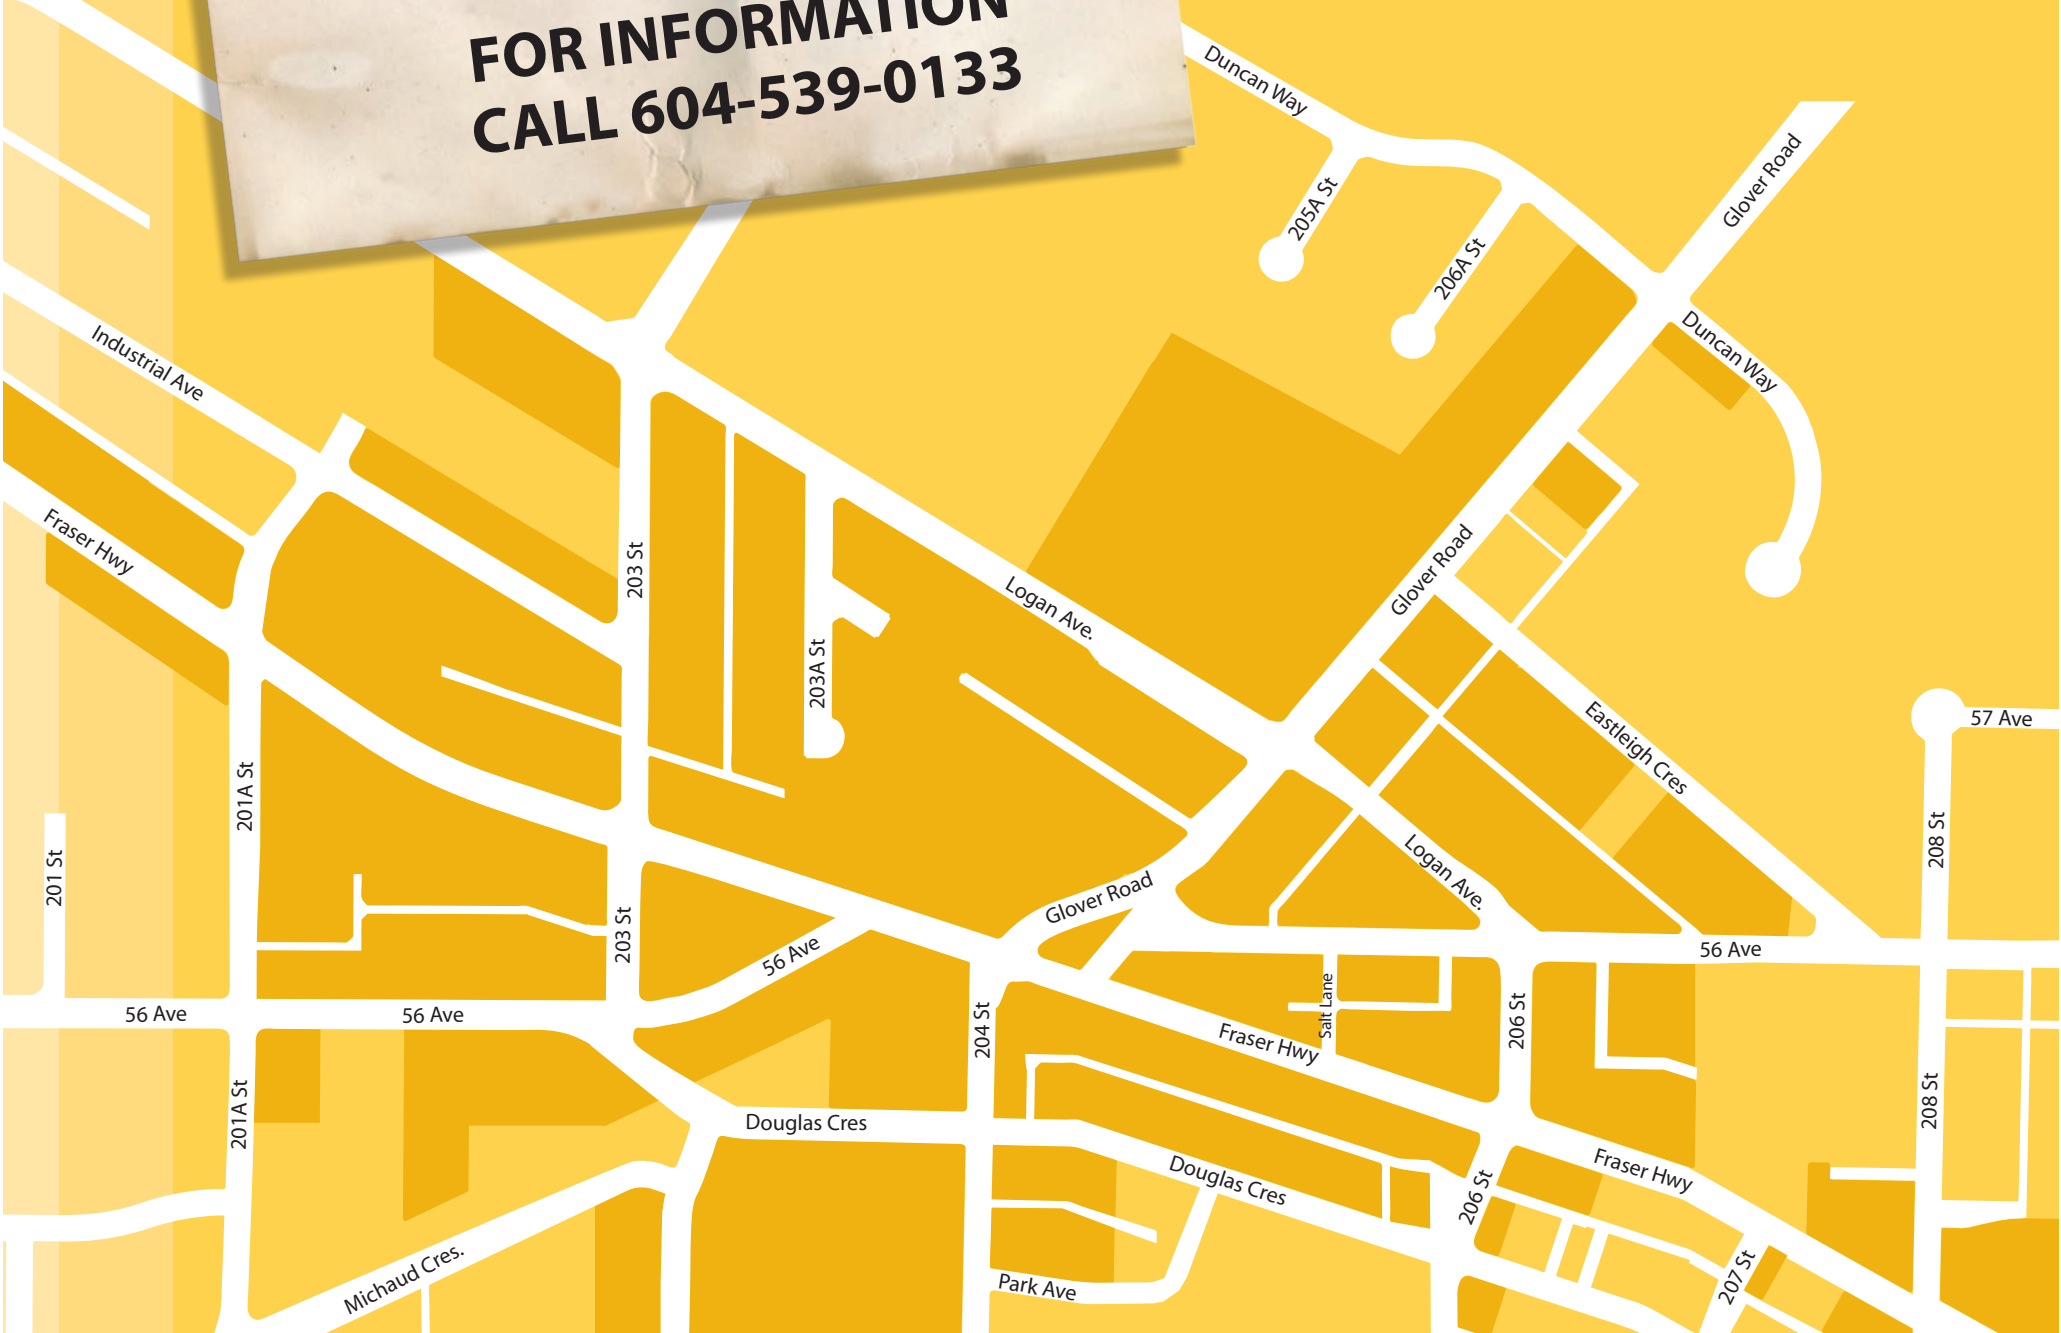 FOR INFORMATION
CALL 604-539-0133
Duncan Way
Glover Road
205A St
206A St
Duncan Way
Industrial Ave
Fraser Hwy
203 St
Logan Ave.
Glover Road
203A St
Eastleigh Cres
57 Ave
201A St
208 St
201 St
Logan Ave.
Glover Road
203 St
56 Ave
56 Ave
56 Ave
56 Ave
204 St
Salt Lane
206 St
Fraser Hwy
201A St
208 St
Douglas Cres
Douglas Cres
206 St
Fraser Hwy
Michaud Cres.
Park Ave
207 St